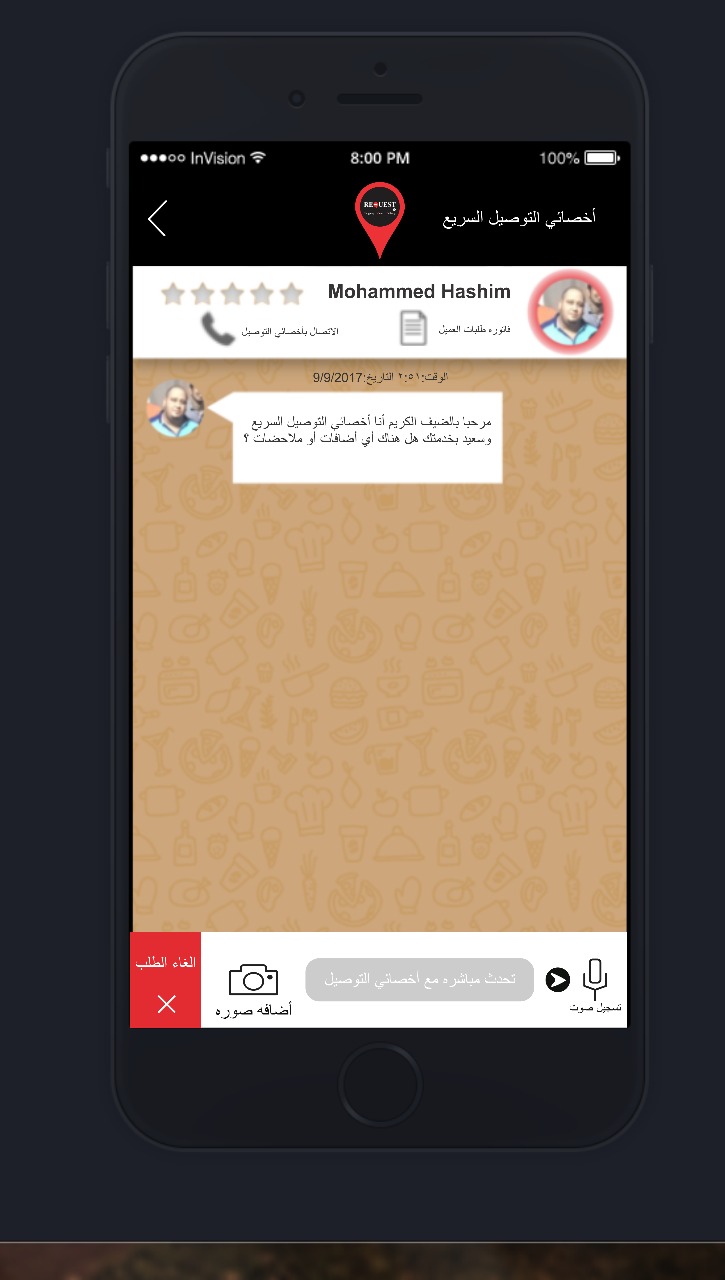 InVision
8:00 PM
100%
REQUEST
أخصائي التوصيل السريع
Mohammed Hashim
فاتوره طلبات العميل
الاتصال بأخصائي التوصيل
الوقت:٢:٥١ التاريخ:9/9/2017
مرحبا بالضيف الكريم أنا أخصائي التوصيل السريع
وسعيد بخدمتك هل هناك أي أضافات أو ملاحضات ؟
الغاء الطلب
أضافه صوره
تحدث مباشره مع أخصائي التوصيل
تسجيل صوت